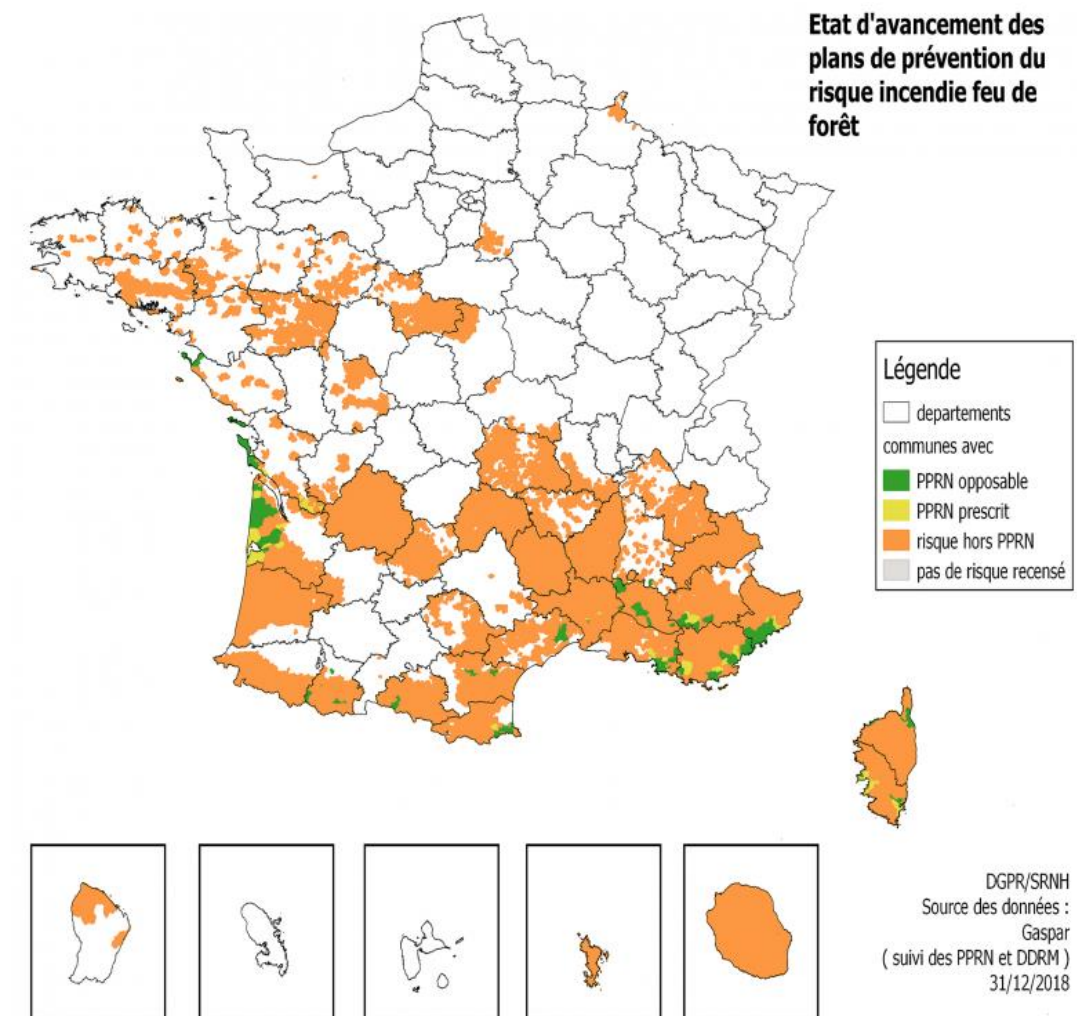 Etat d'avancement des
plans de prévention du
risque incendie feu de
forêt
Légende
departements
communes avec
PPRN opposable
PPRN prescrit
risque hors PPRN
pas de risque recensé
DGPR/SRNH
Source des données :
Gaspar
( suivi des PPRN et DDRM )
31/12/2018